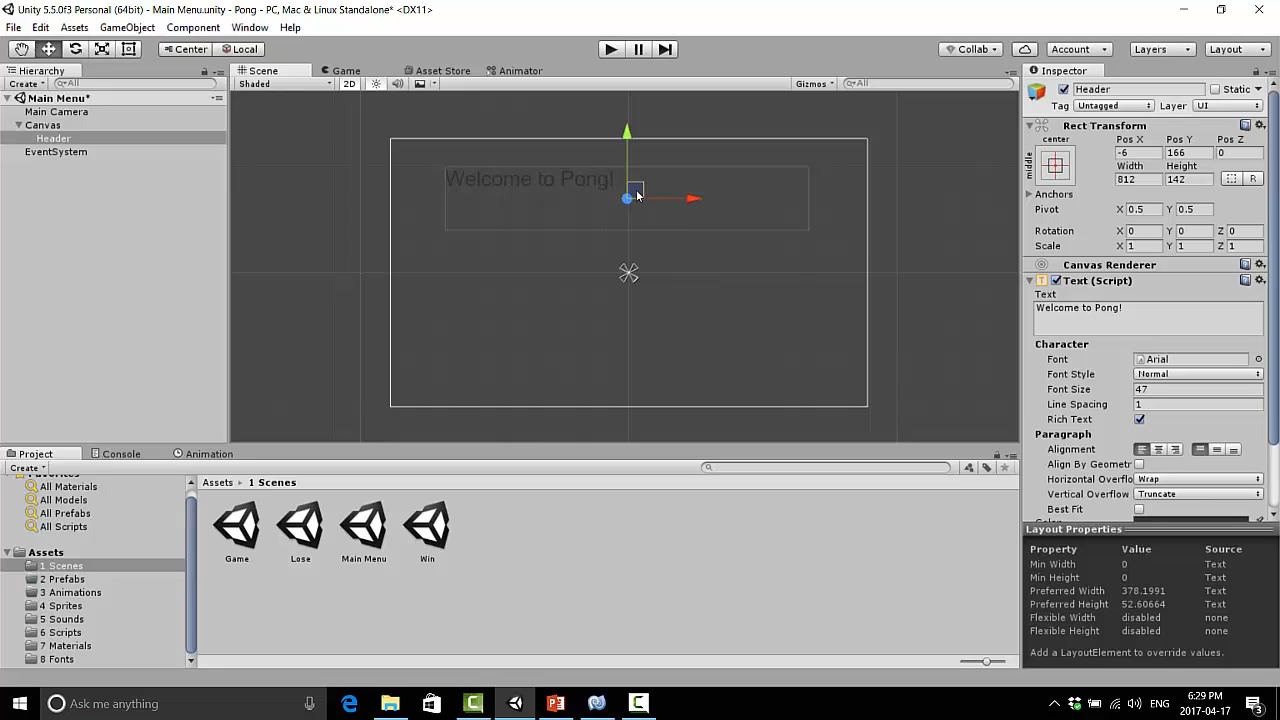 Unity 5.5.0f3 Personal (64bit) - Main Menu.unity - Pong - PC, Mac & Linux Standalone* <DX11>
File Edit Assets GameObject Component Window Help
Center Local Collab Account Layers Layout
Hierarchy
Create All
Main Menu*
Main Camera
Canvas
Header
EventSystem
Scene Game Asset Store Animator
Shaded 2D Gizmos All
Welcome to Pong!
Inspector
Header Static
Tag Untagged Layer UI
Rect Transform
center Pos X Pos Y Pos Z
middle -6 166 0
Width Height
812 142 R
Anchors
Pivot X 0.5 Y 0.5
Rotation X 0 Y 0 Z 0
Scale X 1 Y 1 Z 1
Canvas Renderer
Text (Script)
Text
Welcome to Pong!
Character
Font Arial
Font Style Normal
Font Size 47
Line Spacing 1
Rich Text
Paragraph
Alignment
Align By Geometr
Horizontal Overflo Wrap
Vertical Overflow Truncate
Best Fit
Color
Layout Properties
Property Value Source
Min Width 0 Text
Min Height 0 Text
Preferred Width 378.1991 Text
Preferred Height 52.60664 Text
Flexible Width disabled none
Flexible Height disabled none
Add a LayoutElement to override values.
Project Console Animation
Create
Favorites
All Materials
All Models
All Prefabs
All Scripts
Assets
1 Scenes
2 Prefabs
3 Animations
4 Sprites
5 Sounds
6 Scripts
7 Materials
8 Fonts
Assets 1 Scenes
Game Lose Main Menu Win
Ask me anything
6:29 PM
2017-04-17